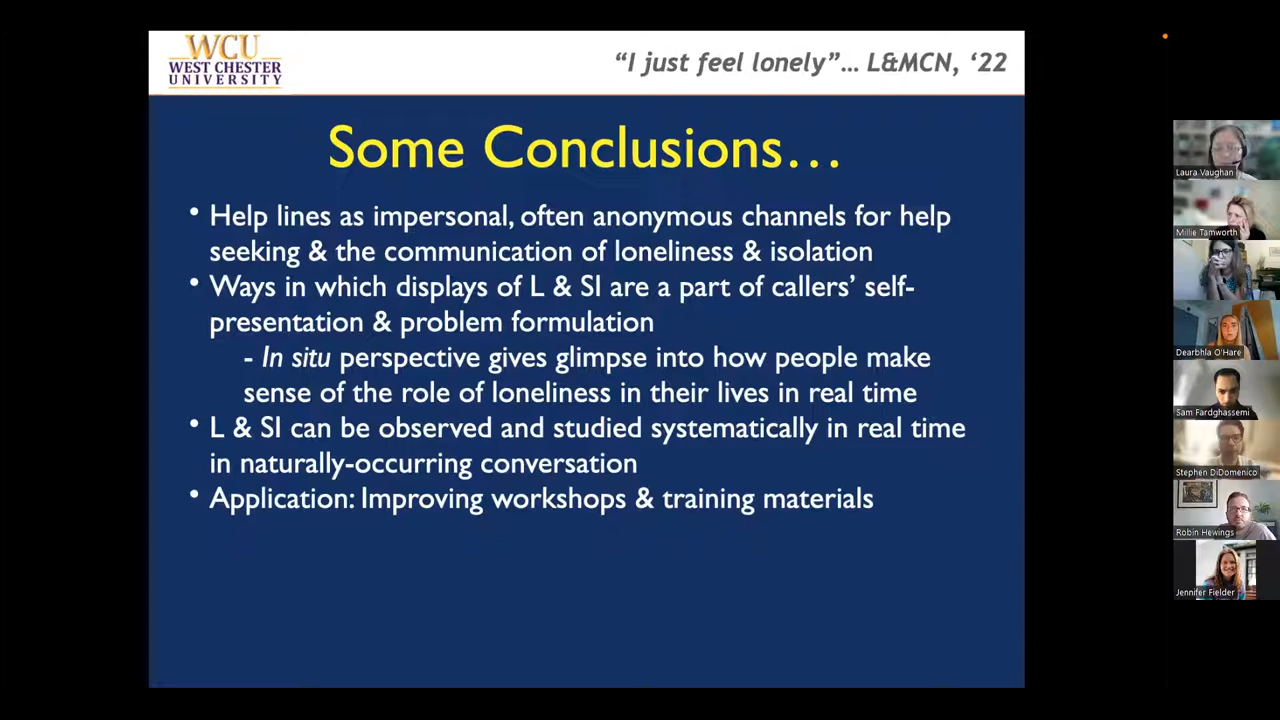 WCU
WEST CHESTER
UNIVERSITY
“I just feel lonely”... L&MCN, ‘22
Some Conclusions...
• Help lines as impersonal, often anonymous channels for help
seeking & the communication of loneliness & isolation
• Ways in which displays of L & SI are a part of callers’ self-
presentation & problem formulation
- In situ perspective gives glimpse into how people make
sense of the role of loneliness in their lives in real time
• L & SI can be observed and studied systematically in real time
in naturally-occurring conversation
• Application: Improving workshops & training materials
Laura Vaughan
Millie Tamworth
Dearbhla O'Hare
Sam Fardghassemi
Stephen DiDomenico
Robin Hewings
Jennifer Fielder